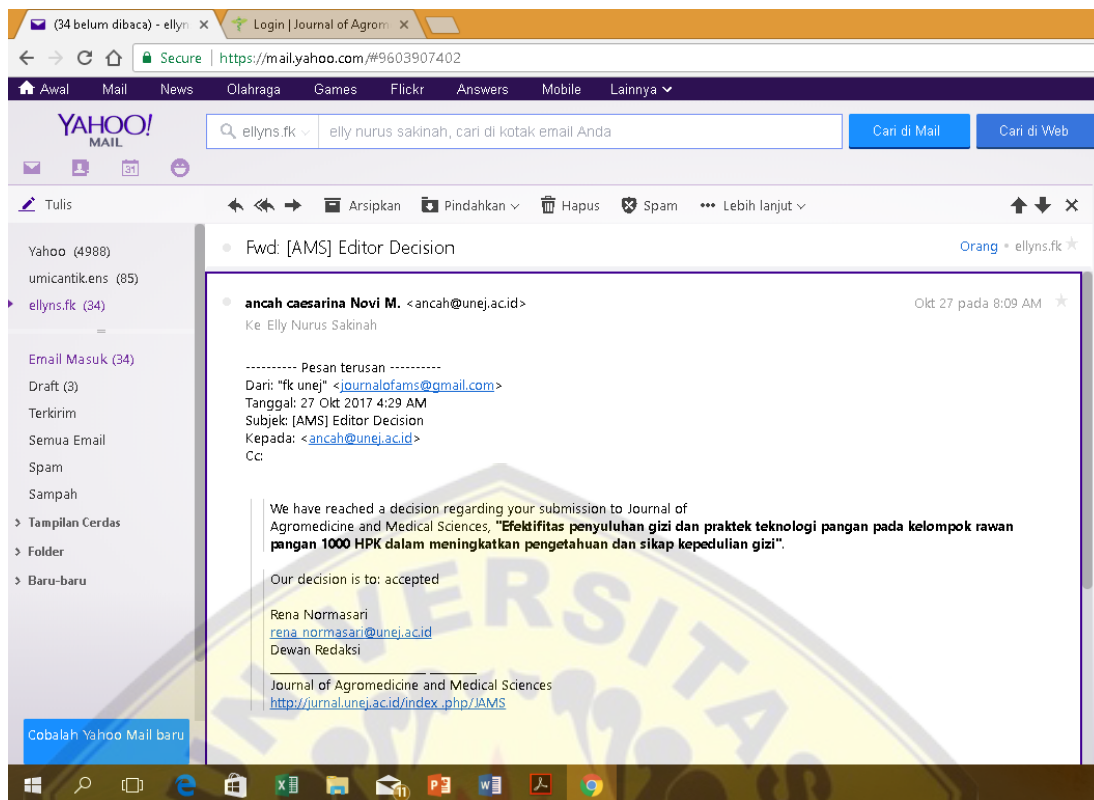 (34 belum dibaca) - ellyn
Login | Journal of Agrom
Secure | https://mail.yahoo.com/#9603907402
Awal Mail News Olahraga Games Flickr Answers Mobile Lainnya
YAHOO!
MAIL
ellyns.fk elly nurus sakinah, cari di kotak email Anda
Cari di Mail Cari di Web
31
Tulis
Arsipkan Pindahkan Hapus Spam Lebih lanjut
Yahoo (4988)
umicantik.ens (85)
ellyns.fk (34)
Email Masuk (34)
Draft (3)
Terkirim
Semua Email
Spam
Sampah
Tampilan Cerdas
Folder
Baru-baru
Cobalah Yahoo Mail baru
Fwd: [AMS] Editor Decision
Orang • ellyns.fk
ancah caesarina Novi M. <ancah@unej.ac.id>
Okt 27 pada 8:09 AM
Ke Elly Nurus Sakinah
---------- Pesan terusan ----------
Dari: "fk unej" <journalofams@gmail.com>
Tanggal: 27 Okt 2017 4:29 AM
Subjek: [AMS] Editor Decision
Kepada: <ancah@unej.ac.id>
Cc:
We have reached a decision regarding your submission to Journal of
Agromedicine and Medical Sciences, "Efektifitas penyuluhan gizi dan praktek teknologi pangan pada kelompok rawan
pangan 1000 HPK dalam meningkatkan pengetahuan dan sikap kepedulian gizi".
Our decision is to: accepted
Rena Normasari
rena_normasari@unej.ac.id
Dewan Redaksi
Journal of Agromedicine and Medical Sciences
http://jurnal.unej.ac.id/index.php/JAMS
UNIVERSITAS
11